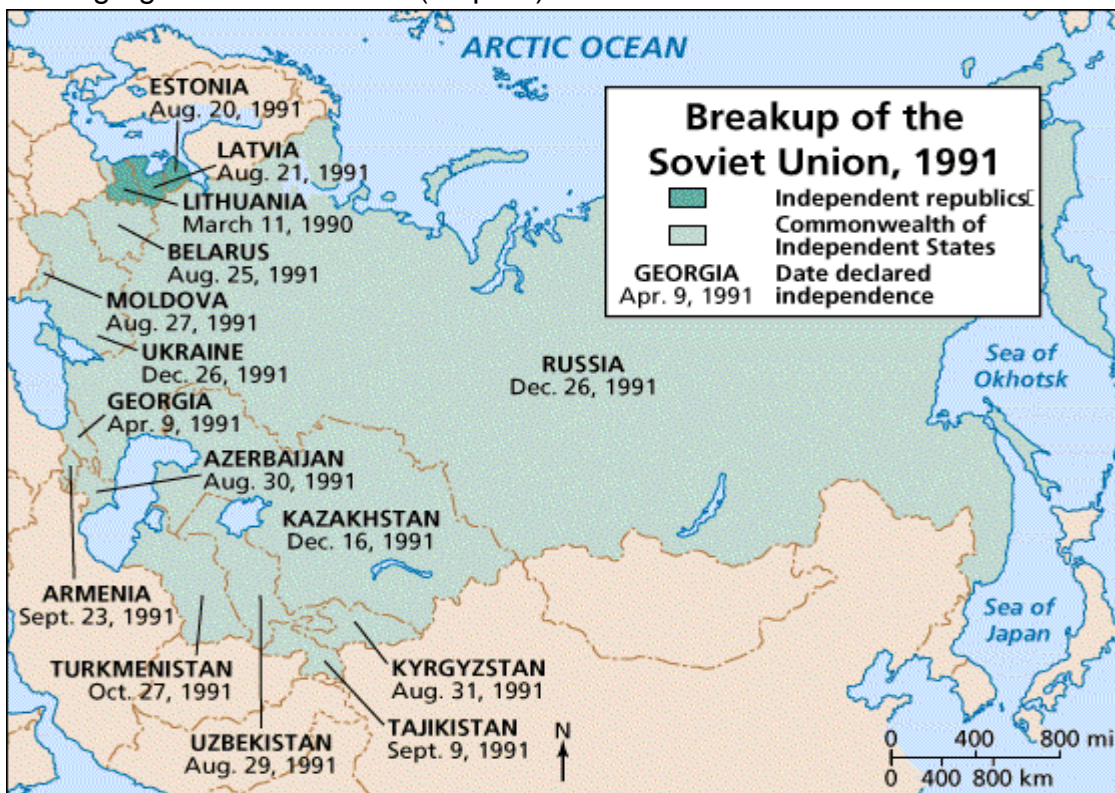 ARCTIC OCEAN
Breakup of the
Soviet Union, 1991
Independent republics
Commonwealth of
Independent States
GEORGIA
Apr. 9, 1991
Date declared
independence
ESTONIA
Aug. 20, 1991
LATVIA
Aug. 21, 1991
LITHUANIA
March 11, 1990
BELARUS
Aug. 25, 1991
MOLDOVA
Aug. 27, 1991
UKRAINE
Dec. 26, 1991
GEORGIA
Apr. 9, 1991
RUSSIA
Dec. 26, 1991
Sea of
Okhotsk
AZERBAIJAN
Aug. 30, 1991
KAZAKHSTAN
Dec. 16, 1991
ARMENIA
Sept. 23, 1991
Sea of
Japan
TURKMENISTAN
Oct. 27, 1991
KYRGYZSTAN
Aug. 31, 1991
UZBEKISTAN
Aug. 29, 1991
TAJIKISTAN
Sept. 9, 1991
N
0 400 800 mi
0 400 800 km